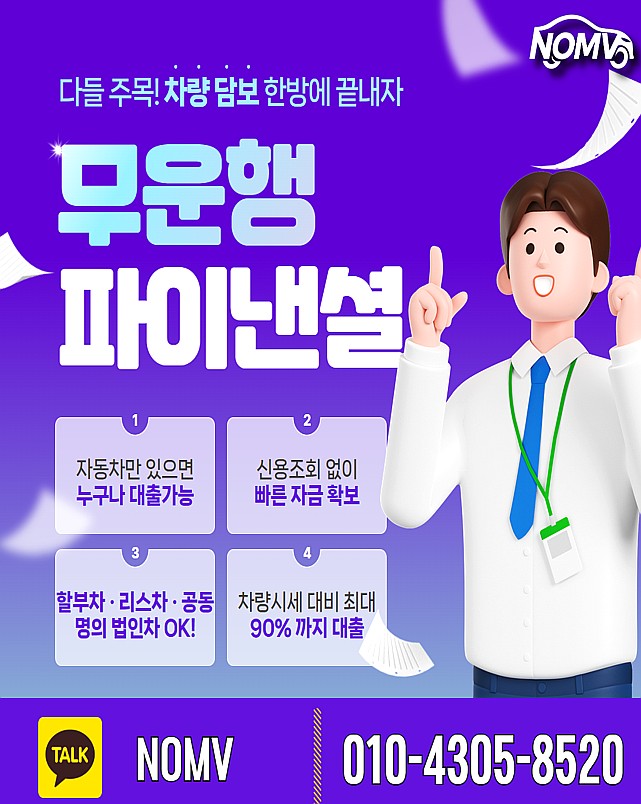 NOMV
다들 주목! 차량 담보 한방에 끝내자
무운행
파이낸셜
1
자동차만 있으면
누구나 대출가능
2
신용조회 없이
빠른 자금 확보
3
할부차 · 리스차 · 공동
명의 법인차 OK!
4
차량시세 대비 최대
90% 까지 대출
TALK
NOMV
010-4305-8520